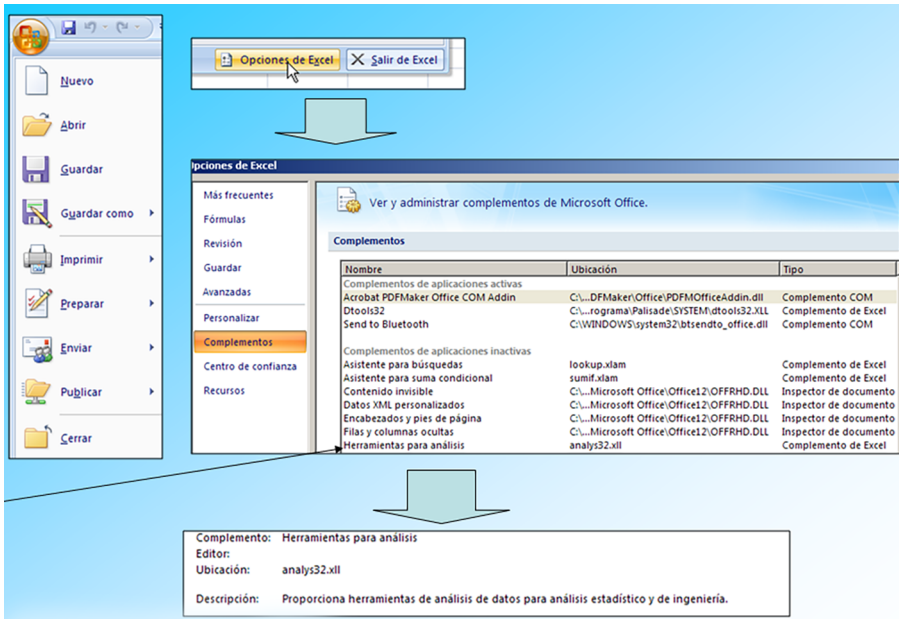 Nuevo
Abrir
Guardar
Guardar como
Imprimir
Preparar
Enviar
Publicar
Cerrar
Opciones de Excel
Salir de Excel
pciones de Excel
Más frecuentes
Fórmulas
Revisión
Guardar
Avanzadas
Personalizar
Complementos
Centro de confianza
Recursos
Ver y administrar complementos de Microsoft Office.
Complementos
Nombre Ubicación Tipo
Complementos de aplicaciones activas
Acrobat PDFMaker Office COM Addin C:\...DFMaker\Office\PDFMOfficeAddin.dll Complemento COM
Dtools32 C:\...rograma\Palisade\SYSTEM\dtools32.XLL Complemento de Excel
Send to Bluetooth C:\WINDOWS\system32\btsendto_office.dll Complemento COM
Complementos de aplicaciones inactivas
Asistente para búsquedas lookup.xlam Complemento de Excel
Asistente para suma condicional sumif.xlam Complemento de Excel
Contenido invisible C:\...Microsoft Office\Office12\OFFRHD.DLL Inspector de documento
Datos XML personalizados C:\...Microsoft Office\Office12\OFFRHD.DLL Inspector de documento
Encabezados y pies de página C:\...Microsoft Office\Office12\OFFRHD.DLL Inspector de documento
Filas y columnas ocultas C:\...Microsoft Office\Office12\OFFRHD.DLL Inspector de documento
Herramientas para análisis analys32.xll Complemento de Excel
Complemento: Herramientas para análisis
Editor:
Ubicación: analys32.xll
Descripción: Proporciona herramientas de análisis de datos para análisis estadístico y de ingeniería.